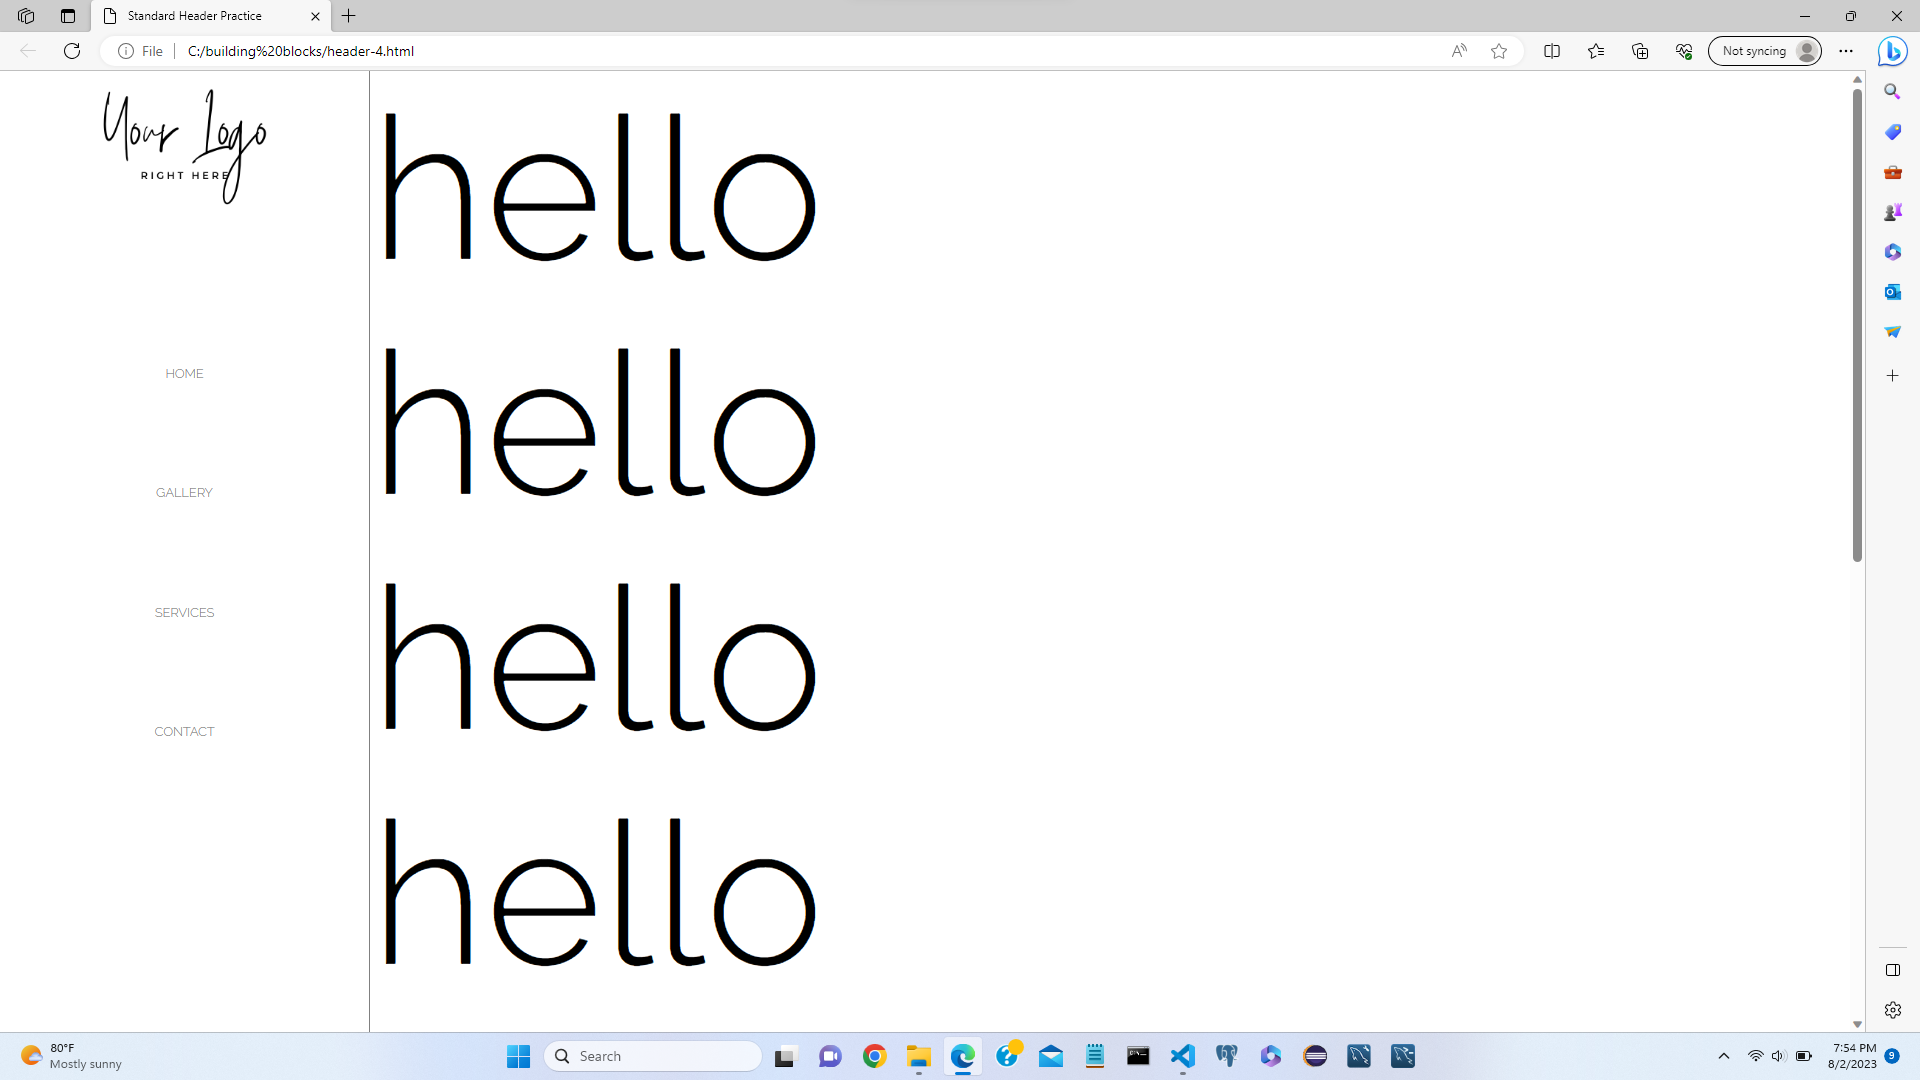 Standard Header Practice
File C:/building%20blocks/header-4.html
Not syncing
Your Logo
RIGHT HERE
HOME
GALLERY
SERVICES
CONTACT
hello
hello
hello
hello
80°F
Mostly sunny
Search
7:54 PM
8/2/2023
9